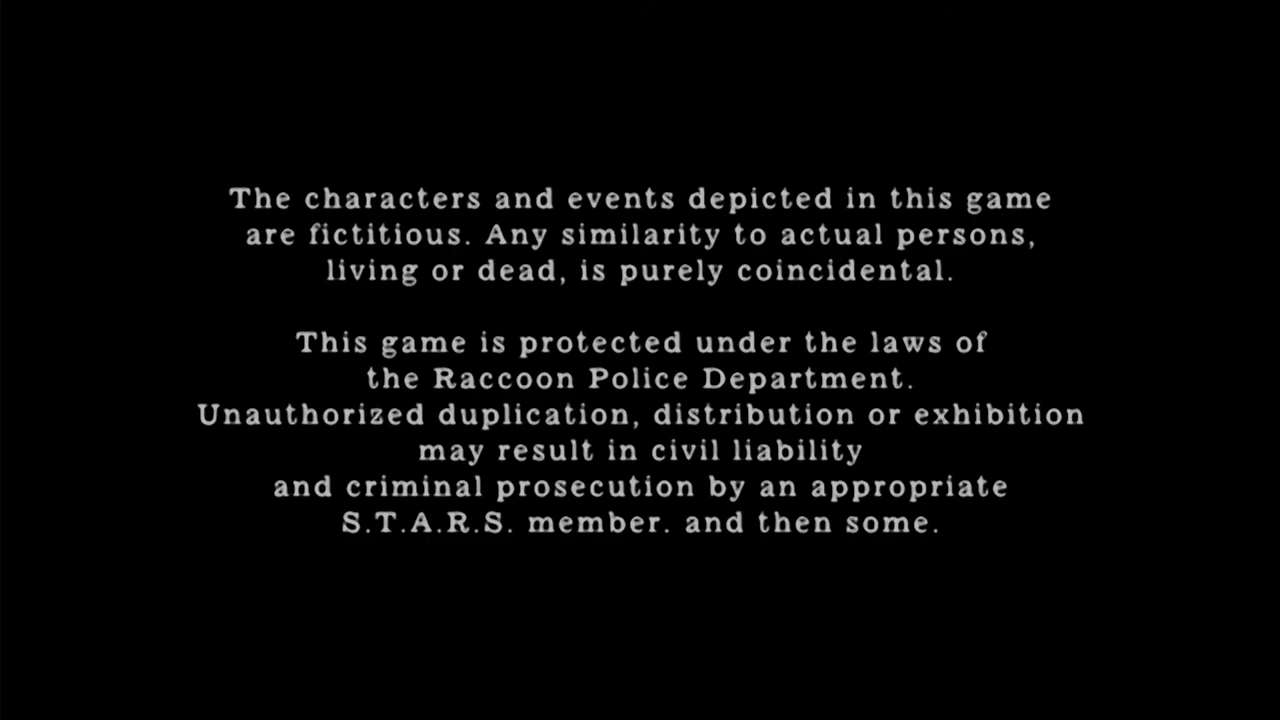 The characters and events depicted in this game
are fictitious. Any similarity to actual persons,
living or dead, is purely coincidental.
This game is protected under the laws of
the Raccoon Police Department.
Unauthorized duplication, distribution or exhibition
may result in civil liability
and criminal prosecution by an appropriate
S.T.A.R.S. member. and then some.